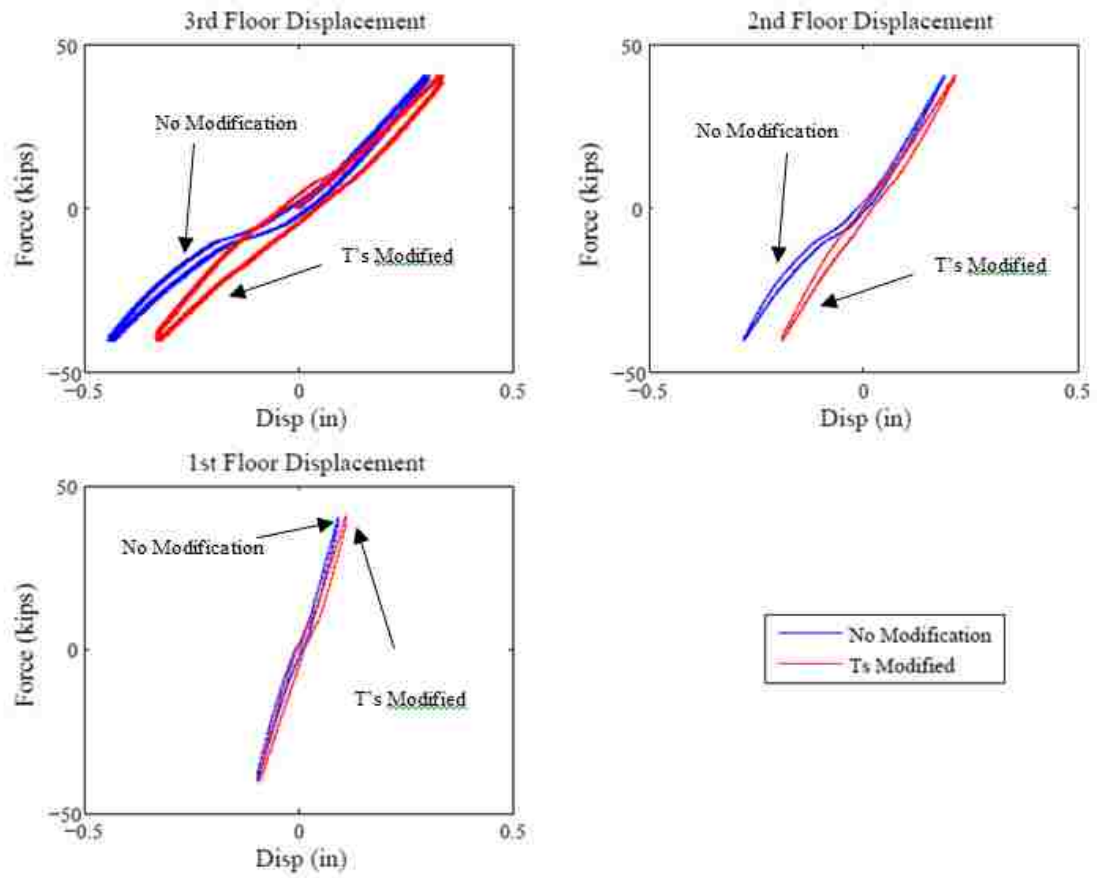 3rd Floor Displacement
50
0
−50
−0.5
0
0.5
Force (kips)
Disp (in)
No Modification
T's Modified
2nd Floor Displacement
50
0
−50
−0.5
0
0.5
Force (kips)
Disp (in)
No Modification
T's Modified
1st Floor Displacement
50
0
−50
−0.5
0
0.5
Force (kips)
Disp (in)
No Modification
T's Modified
No Modification
Ts Modified